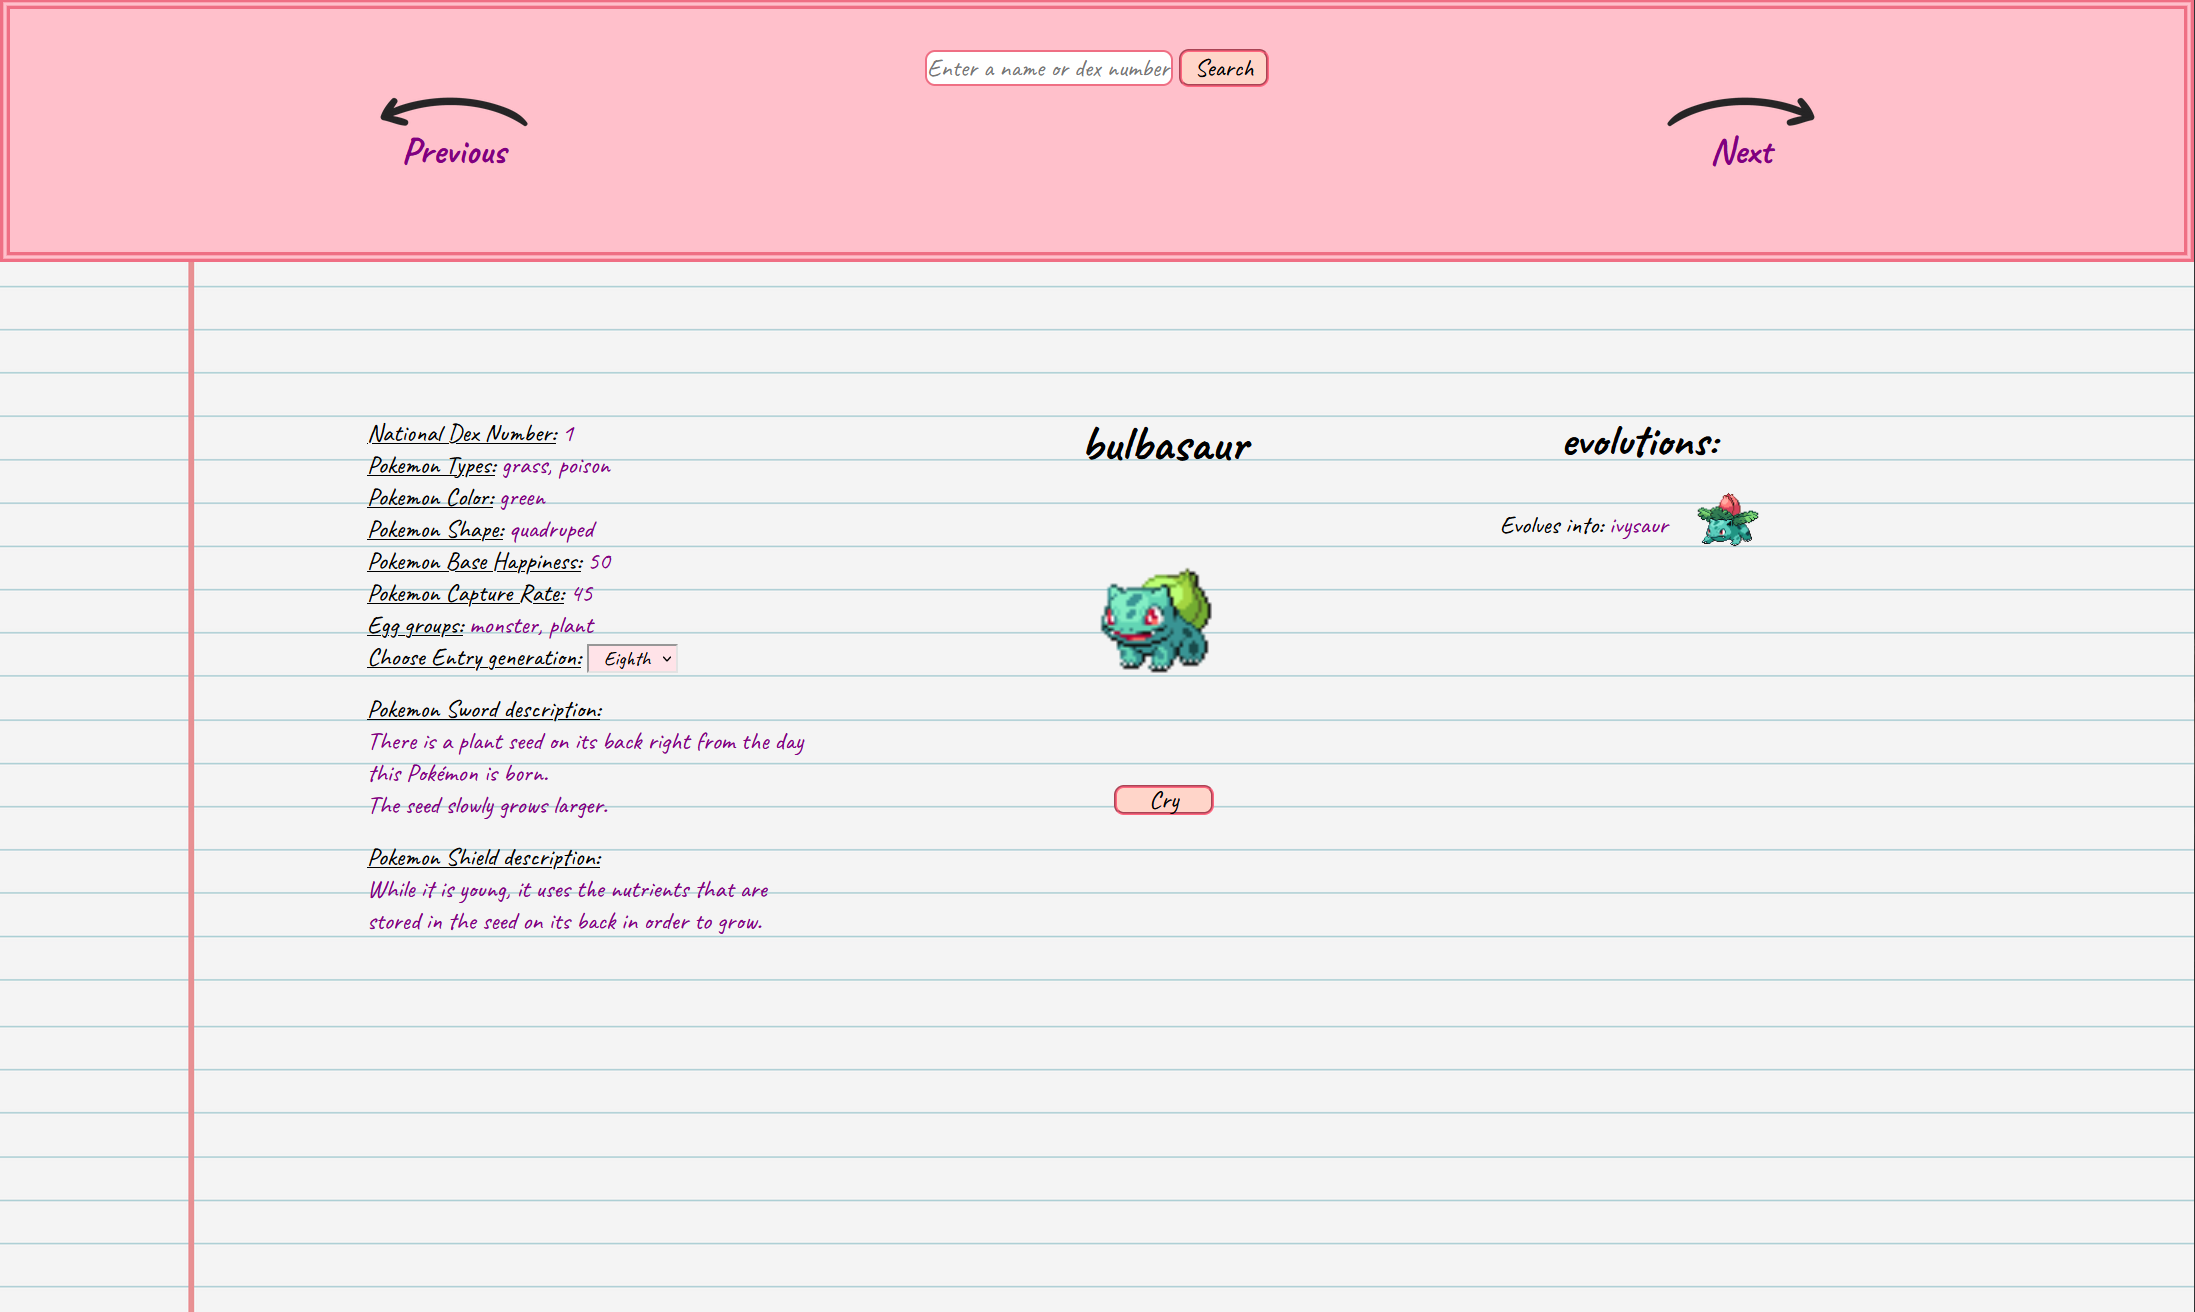 Enter a name or dex number
Search
Previous
Next
National Dex Number: 1
Pokemon Types: grass, poison
Pokemon Color: green
Pokemon Shape: quadruped
Pokemon Base Happiness: 50
Pokemon Capture Rate: 45
Egg groups: monster, plant
Choose Entry generation: Eighth
Pokemon Sword description:
There is a plant seed on its back right from the day
this Pokémon is born.
The seed slowly grows larger.
Pokemon Shield description:
While it is young, it uses the nutrients that are
stored in the seed on its back in order to grow.
bulbasaur
Cry
evolutions:
Evolves into: ivysaur